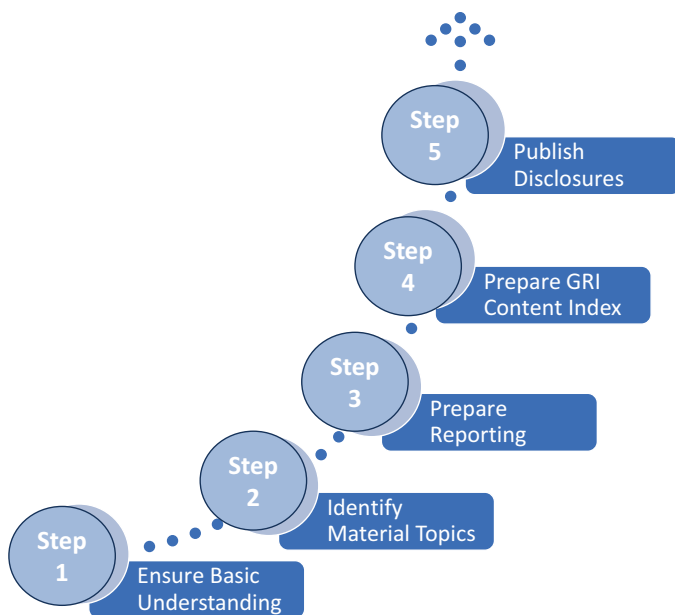 Step
5
Publish
Disclosures
Step
4
Prepare GRI
Content Index
Step
3
Prepare
Reporting
Step
2
Identify
Material Topics
Step
1
Ensure Basic
Understanding